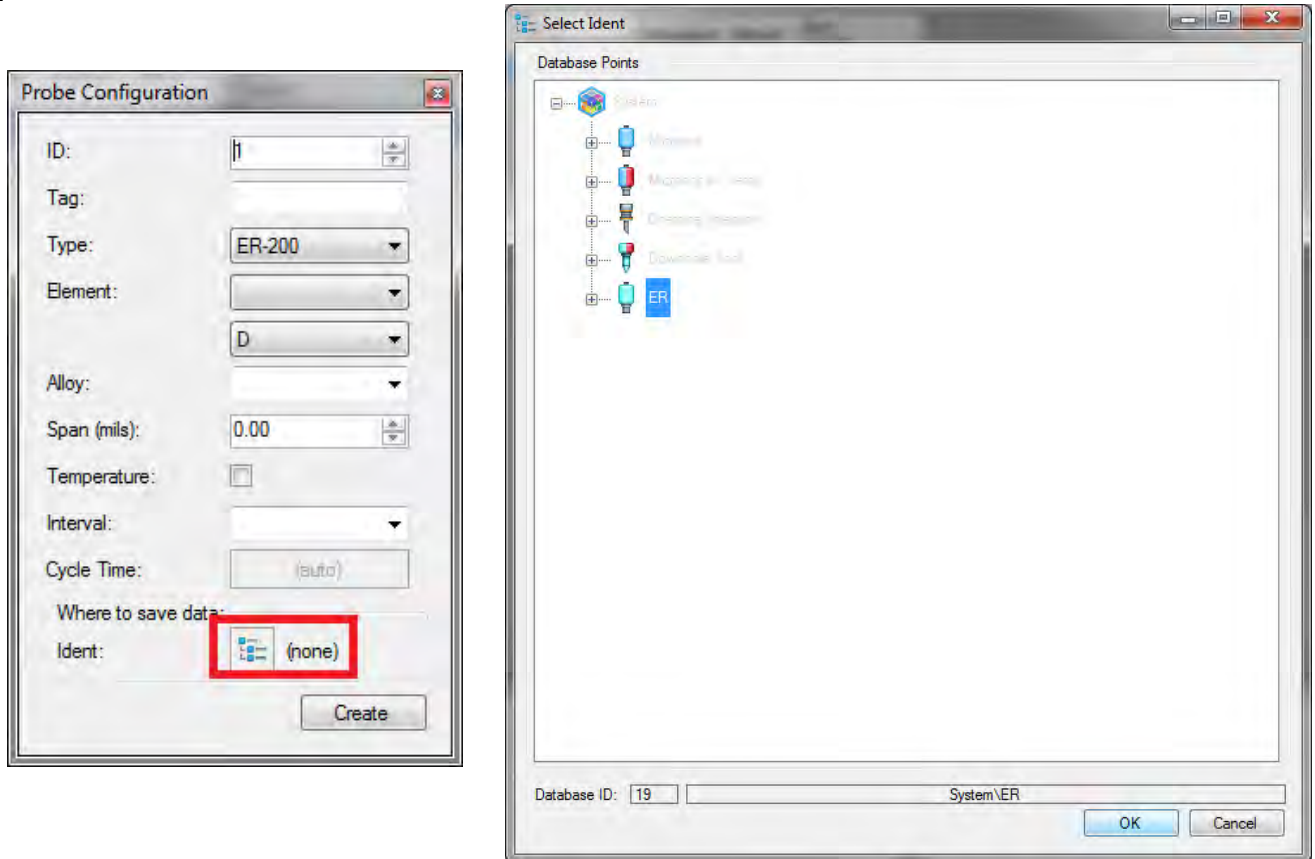 Probe Configuration
ID: 1
Tag:
Type: ER-200
Element:
D
Alloy:
Span (mils): 0.00
Temperature:
Interval:
Cycle Time: (auto)
Where to save data:
Ident: (none)
Create
Select Ident
Database Points
System
ER
Database ID: 19 System\ER
OK Cancel